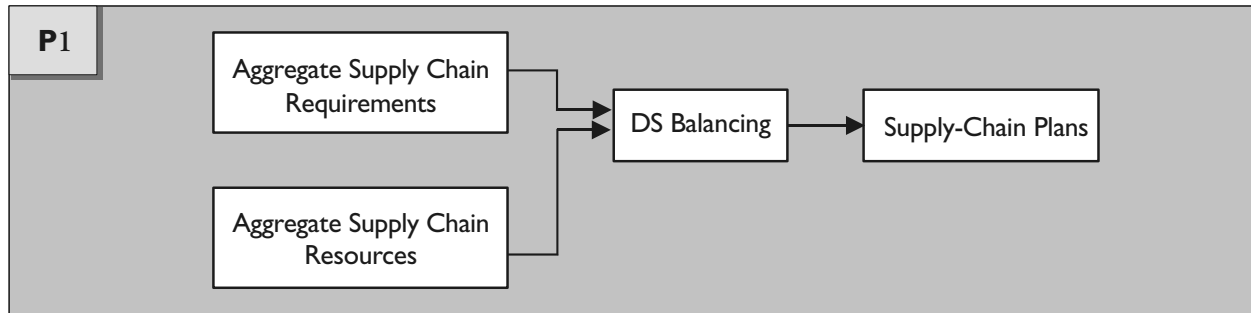 P1
Aggregate Supply Chain
Requirements
DS Balancing
Supply-Chain Plans
Aggregate Supply Chain
Resources